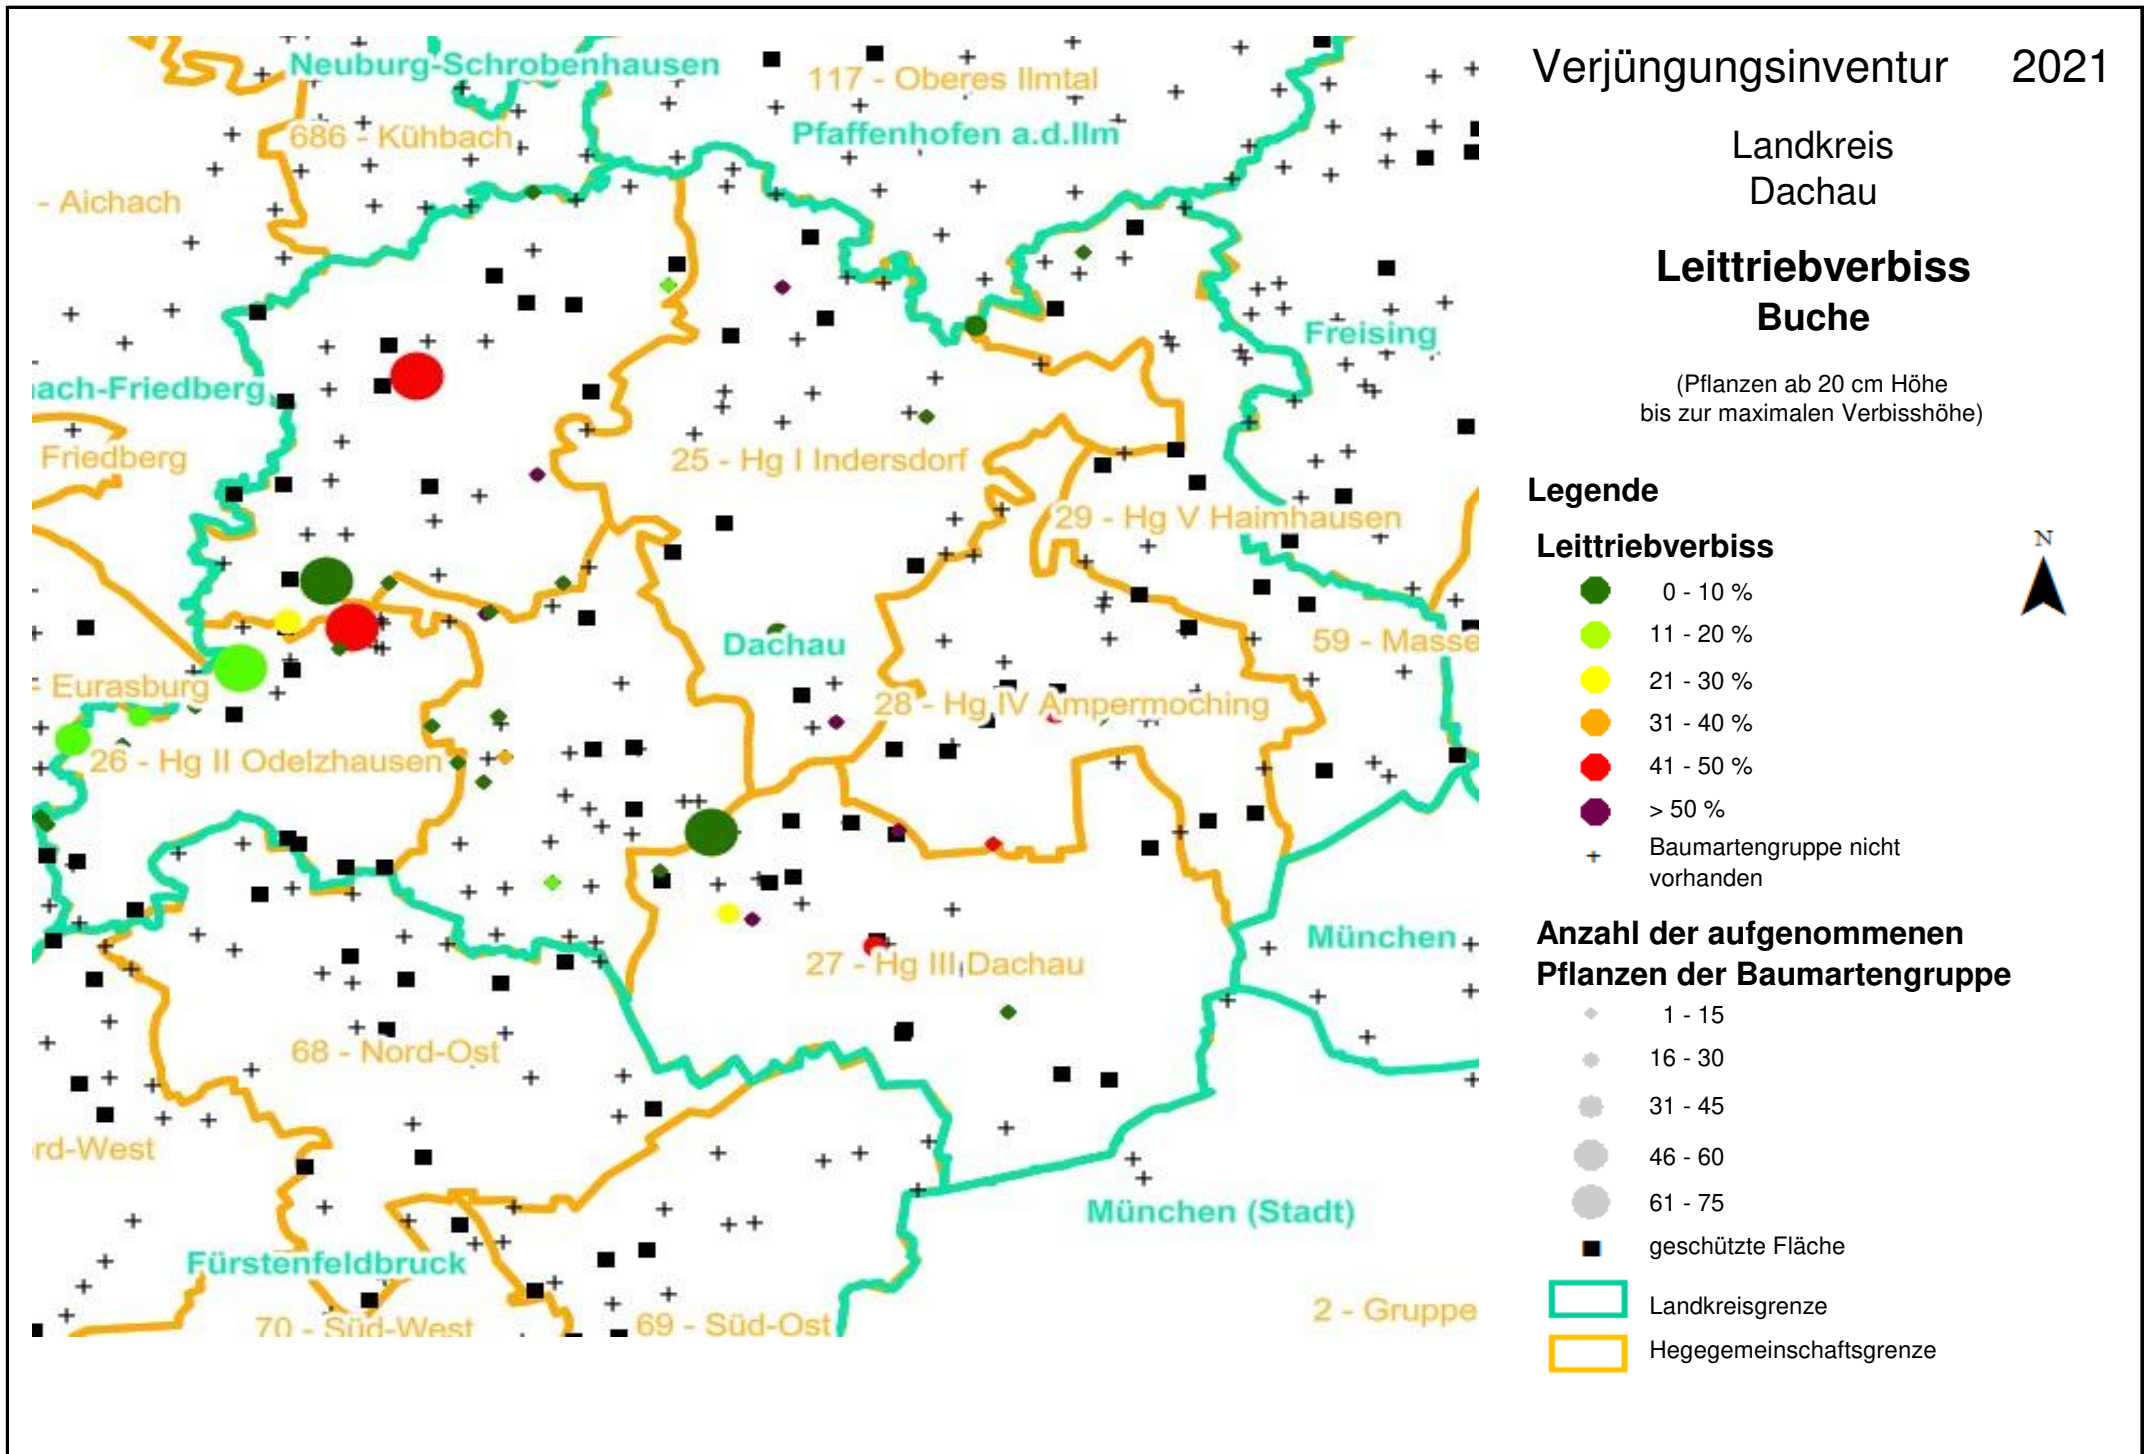 Neuburg-Schrobenhausen
117 - Oberes Ilmtal
686 - Kühbach
Pfaffenhofen a.d.Ilm
- Aichach
Freising
ach-Friedberg
Friedberg
25 - Hg I Indersdorf
29 - Hg V Haimhausen
Dachau
59 - Masse
- Eurasburg
28 - Hg IV Ampermoching
26 - Hg II Odelzhausen
München
27 - Hg III Dachau
68 - Nord-Ost
rd-West
München (Stadt)
Fürstenfeldbruck
70 - Süd-West
69 - Süd-Ost
2 - Gruppe
Verjüngungsinventur 2021
Landkreis
Dachau
Leittriebverbiss
Buche
(Pflanzen ab 20 cm Höhe
bis zur maximalen Verbisshöhe)
Legende
Leittriebverbiss
N
0 - 10 %
11 - 20 %
21 - 30 %
31 - 40 %
41 - 50 %
> 50 %
Baumartengruppe nicht
vorhanden
Anzahl der aufgenommenen
Pflanzen der Baumartengruppe
1 - 15
16 - 30
31 - 45
46 - 60
61 - 75
geschützte Fläche
Landkreisgrenze
Hegegemeinschaftsgrenze